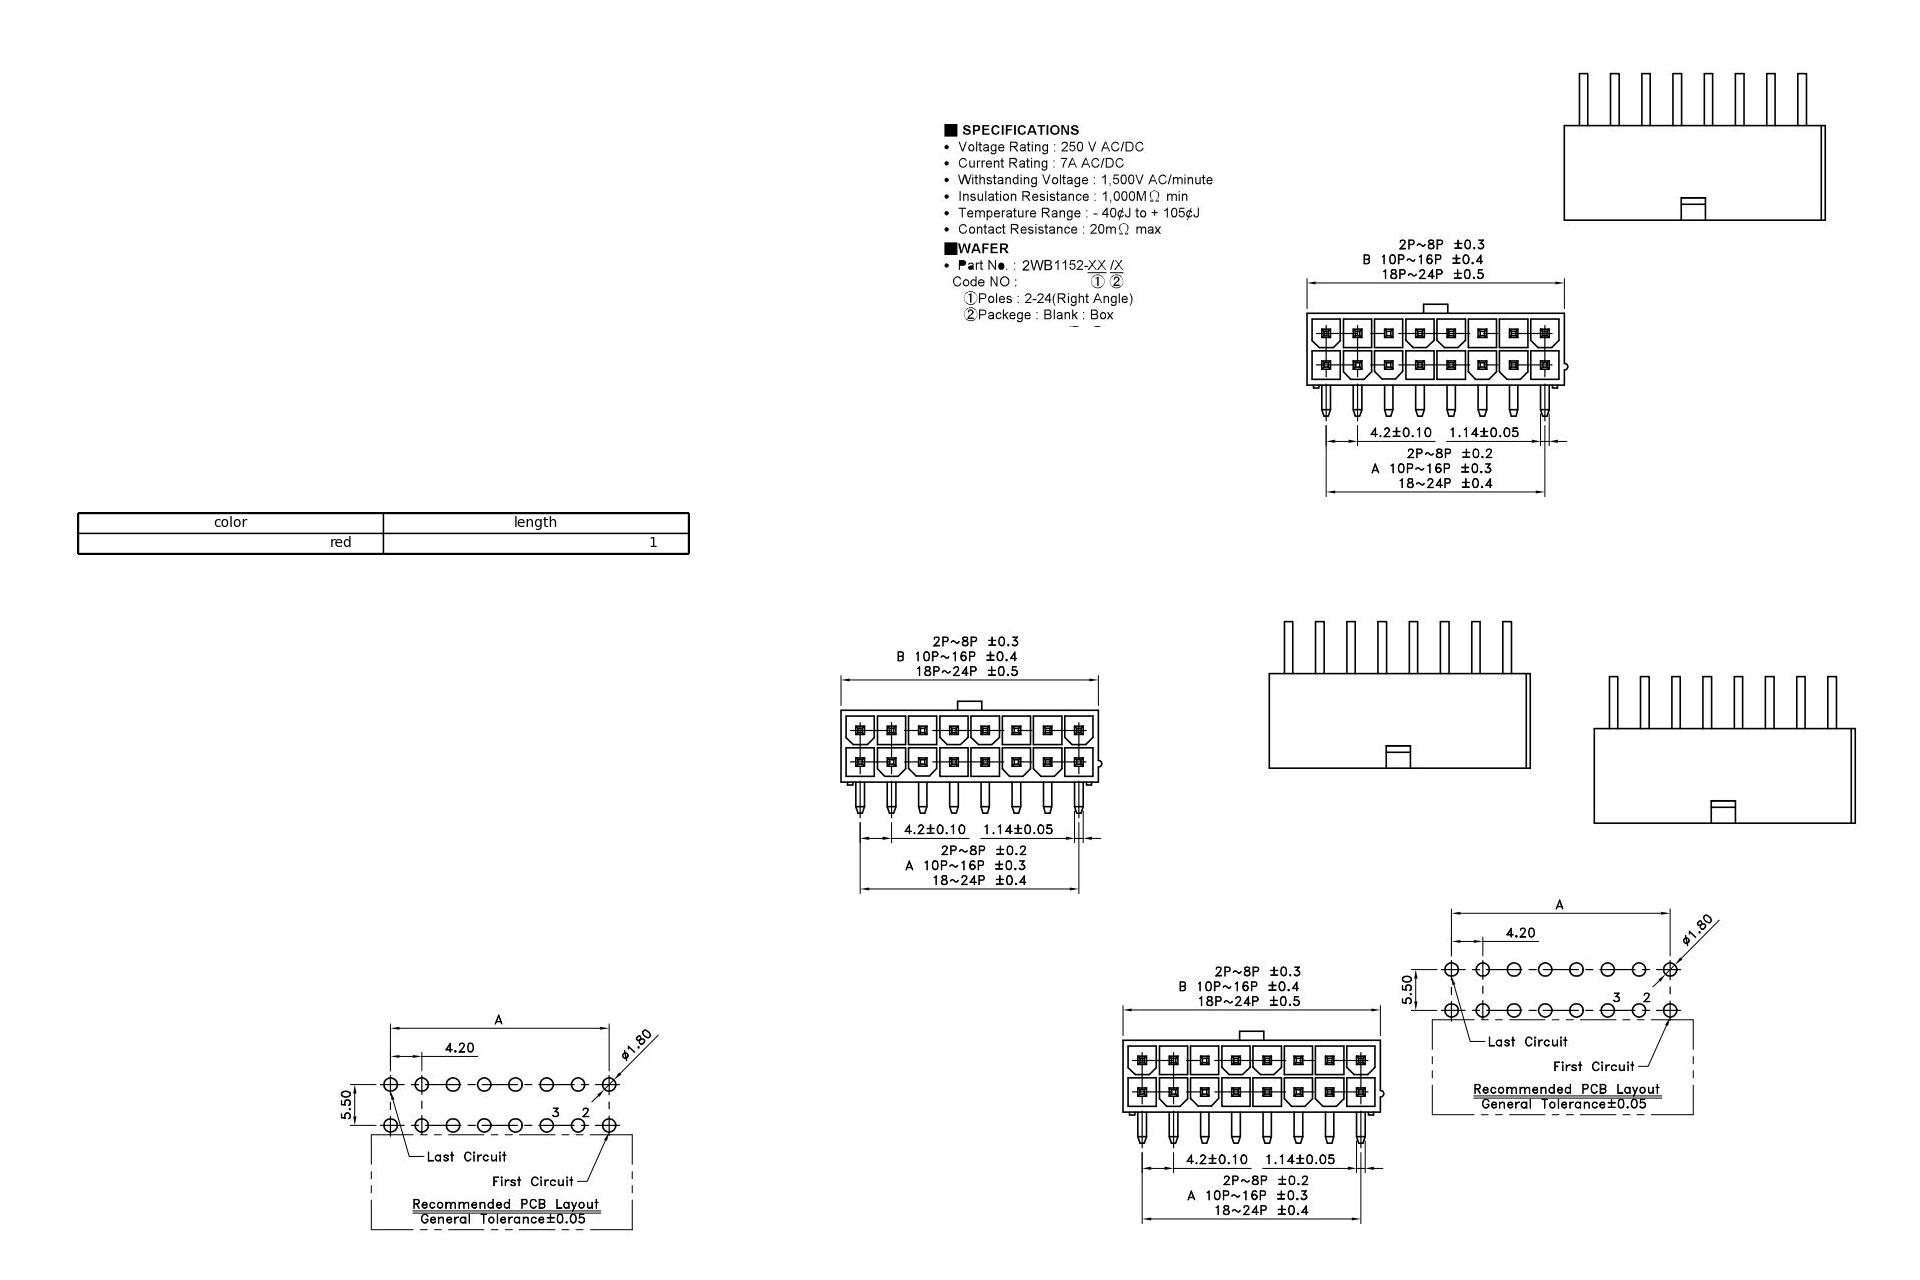 ■ SPECIFICATIONS
• Voltage Rating : 250 V AC/DC
• Current Rating : 7A AC/DC
• Withstanding Voltage : 1,500V AC/minute
• Insulation Resistance : 1,000MΩ min
• Temperature Range : - 40¢J to + 105¢J
• Contact Resistance : 20mΩ max
■WAFER
• Part No. : 2WB1152-XX /X
Code NO : ① ②
①Poles : 2-24(Right Angle)
②Packege : Blank : Box
2P~8P ±0.3
B 10P~16P ±0.4
18P~24P ±0.5
4.2±0.10 1.14±0.05
2P~8P ±0.2
A 10P~16P ±0.3
18~24P ±0.4
color length
red 1
2P~8P ±0.3
B 10P~16P ±0.4
18P~24P ±0.5
4.2±0.10 1.14±0.05
2P~8P ±0.2
A 10P~16P ±0.3
18~24P ±0.4
A
4.20 ø1.80
5.50
3 2
Last Circuit
First Circuit
Recommended PCB Layout
General Tolerance±0.05
2P~8P ±0.3
B 10P~16P ±0.4
18P~24P ±0.5
4.2±0.10 1.14±0.05
2P~8P ±0.2
A 10P~16P ±0.3
18~24P ±0.4
A
4.20 ø1.80
5.50
3 2
Last Circuit
First Circuit
Recommended PCB Layout
General Tolerance±0.05